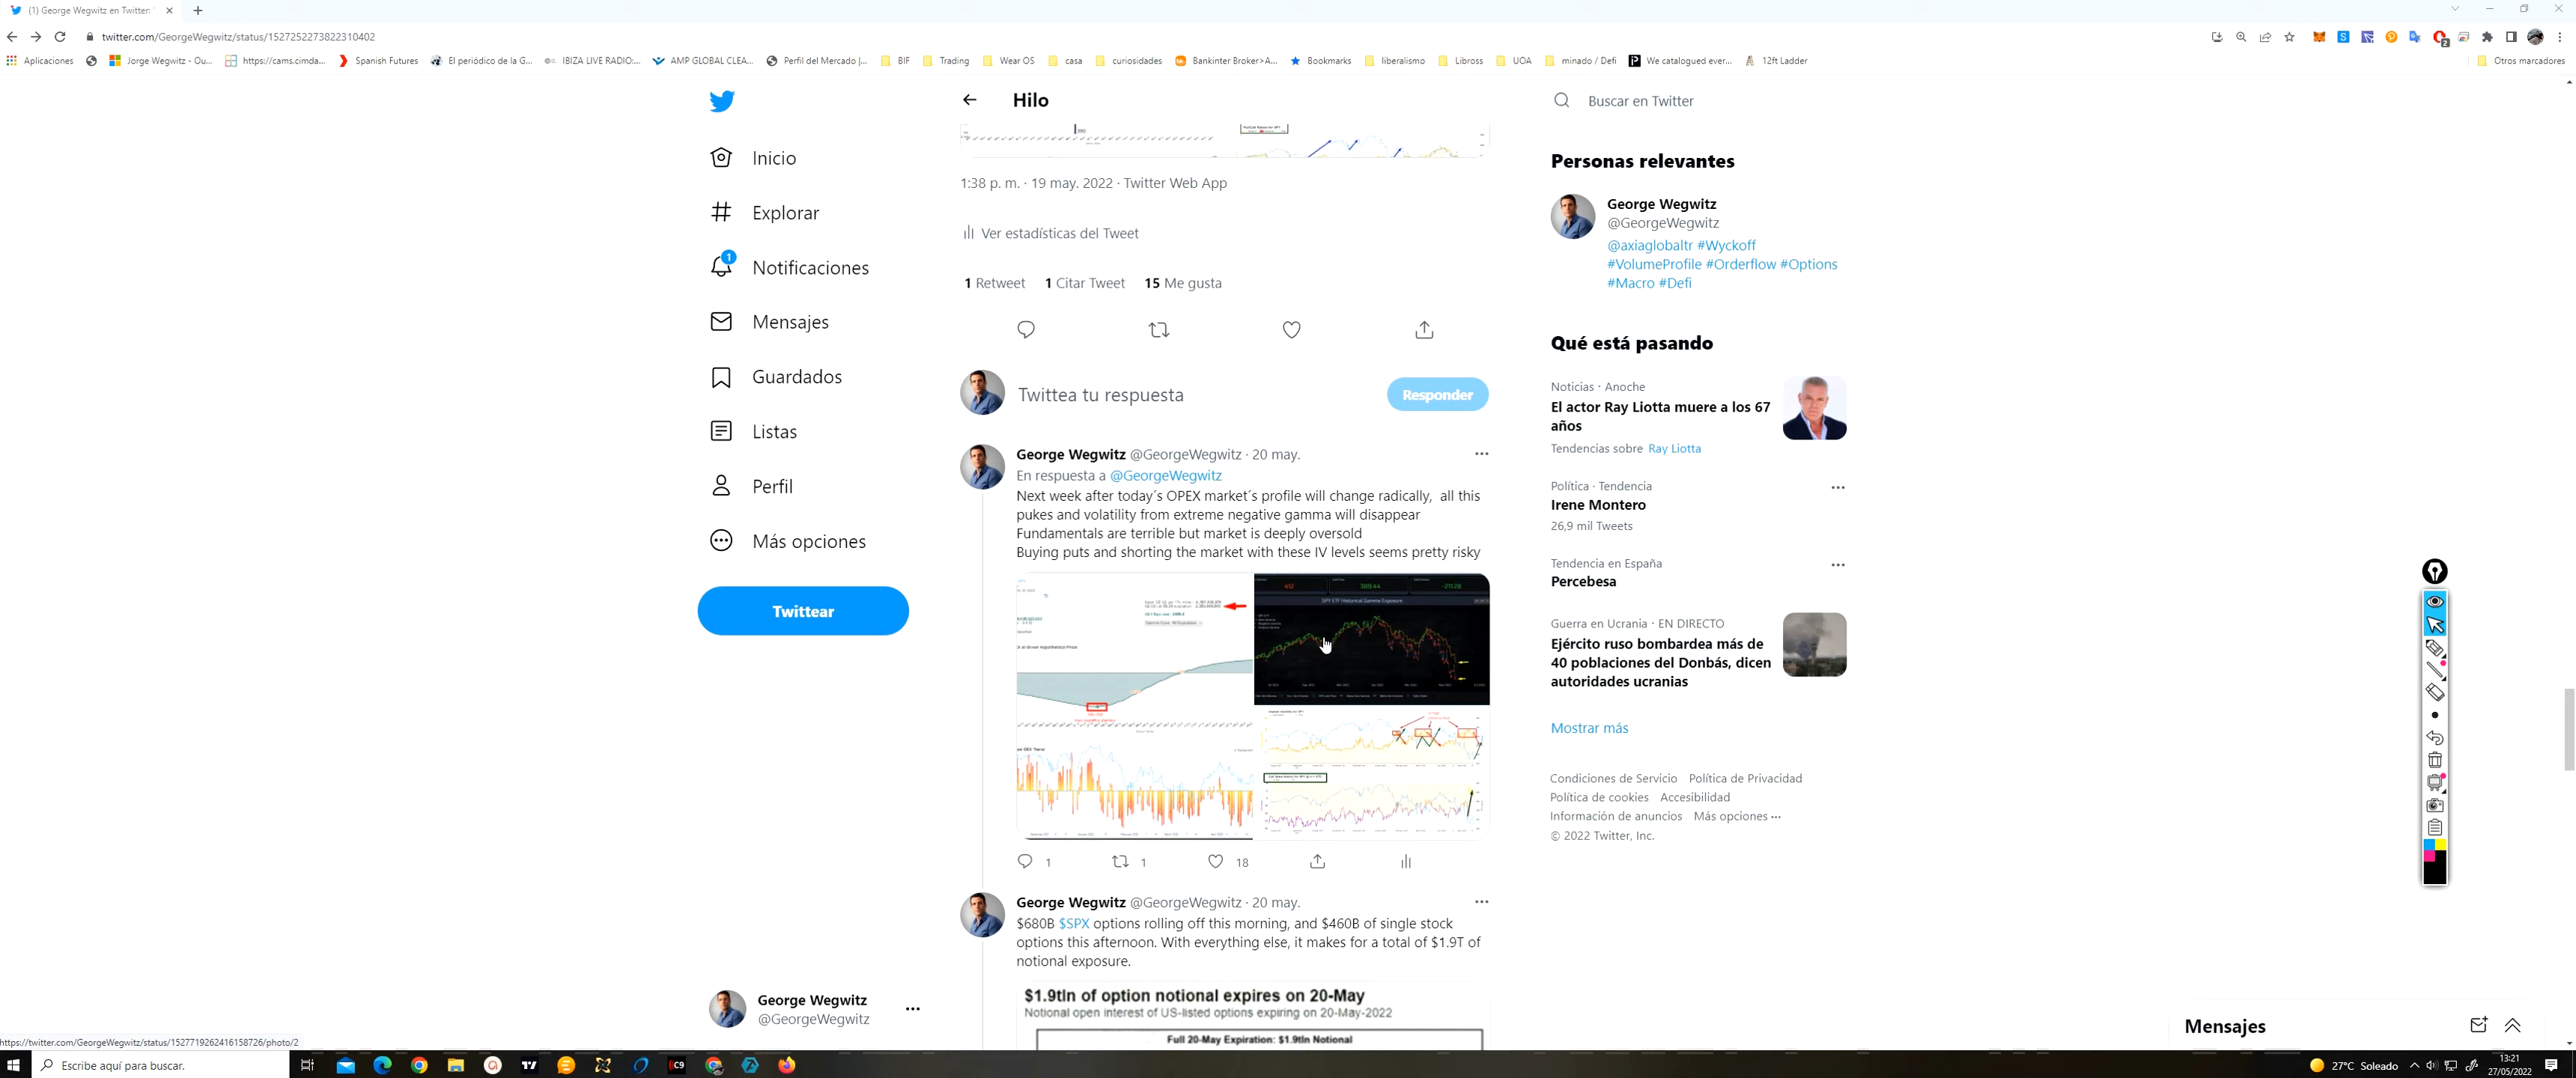 (1) George Wegwitz en Twitter:
twitter.com/GeorgeWegwitz/status/1527252273822310402
Aplicaciones
Jorge Wegwitz - Ou...
https://cams.cimda...
Spanish Futures
El periódico de la G...
IBIZA LIVE RADIO:...
AMP GLOBAL CLEA...
Perfil del Mercado |...
BIF
Trading
Wear OS
casa
curiosidades
Bankinter Broker>A...
Bookmarks
liberalismo
Libross
UOA
minado / Defi
We catalogued ever...
12ft Ladder
Otros marcadores
Inicio
Explorar
1
Notificaciones
Mensajes
Guardados
Listas
Perfil
Más opciones
Twittear
George Wegwitz
@GeorgeWegwitz
Hilo
1:38 p. m. · 19 may. 2022 · Twitter Web App
Ver estadísticas del Tweet
1 Retweet 1 Citar Tweet 15 Me gusta
Twittea tu respuesta
Responder
George Wegwitz @GeorgeWegwitz · 20 may.
En respuesta a @GeorgeWegwitz
Next week after today´s OPEX market´s profile will change radically, all this
pukes and volatility from extreme negative gamma will disappear
Fundamentals are terrible but market is deeply oversold
Buying puts and shorting the market with these IV levels seems pretty risky
SPY ETF Historical Gamma Exposure
1 1 18
George Wegwitz @GeorgeWegwitz · 20 may.
$680B $SPX options rolling off this morning, and $460B of single stock
options this afternoon. With everything else, it makes for a total of $1.9T of
notional exposure.
$1.9tln of option notional expires on 20-May
Notional open interest of US-listed options expiring on 20-May-2022
Full 20-May Expiration: $1.9tln Notional
Buscar en Twitter
Personas relevantes
George Wegwitz
@GeorgeWegwitz
@axiaglobaltr #Wyckoff
#VolumeProfile #Orderflow #Options
#Macro #Defi
Qué está pasando
Noticias · Anoche
El actor Ray Liotta muere a los 67
años
Tendencias sobre Ray Liotta
Política · Tendencia
Irene Montero
26,9 mil Tweets
Tendencia en España
Percebesa
Guerra en Ucrania · EN DIRECTO
Ejército ruso bombardea más de
40 poblaciones del Donbás, dicen
autoridades ucranias
Mostrar más
Condiciones de Servicio Política de Privacidad
Política de cookies Accesibilidad
Información de anuncios Más opciones ···
© 2022 Twitter, Inc.
Mensajes
https://twitter.com/GeorgeWegwitz/status/1527719262416158726/photo/2
Escribe aquí para buscar.
27°C Soleado
13:21
27/05/2022